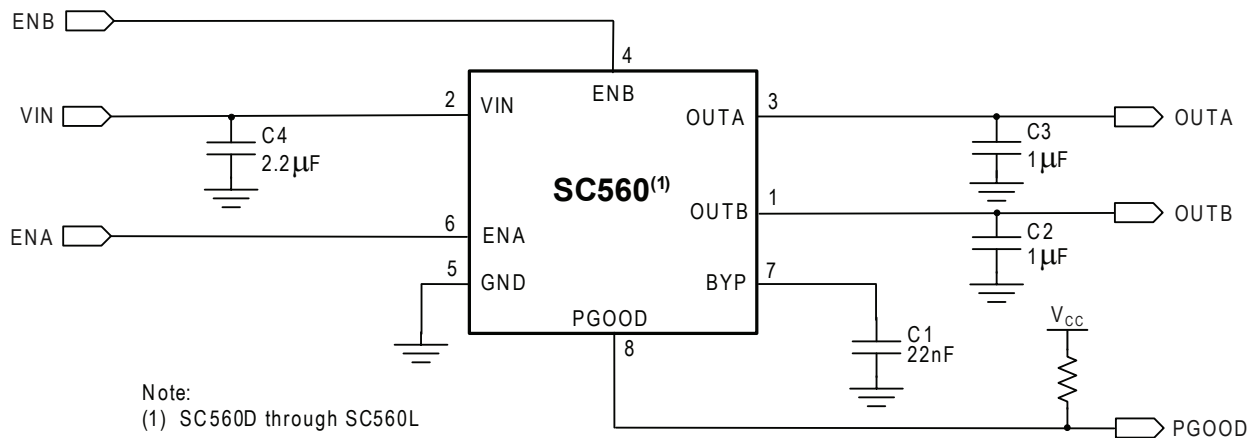 ENB
4
VIN
2
VIN
ENB
OUTA
3
OUTA
C4
2.2μF
C3
1μF
SC560(1)
OUTB
1
OUTB
ENA
6
ENA
C2
1μF
5
GND
BYP
7
PGOOD
8
C1
22nF
VCC
Note:
(1) SC560D through SC560L
PGOOD